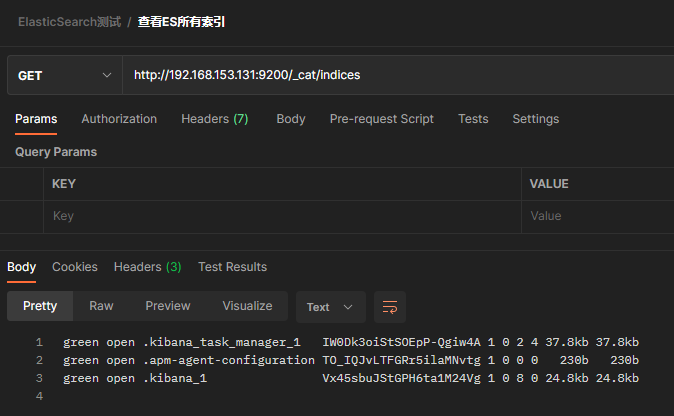 ElasticSearch测试 / 查看ES所有索引
GET http://192.168.153.131:9200/_cat/indices
Params Authorization Headers (7) Body Pre-request Script Tests Settings
Query Params
KEY VALUE
Key Value
Body Cookies Headers (3) Test Results
Pretty Raw Preview Visualize Text
1 green open .kibana_task_manager_1 IW0Dk3oiStSOEpP-Qgiw4A 1 0 2 4 37.8kb 37.8kb
2 green open .apm-agent-configuration TO_IQJvLTFGRr5ilaMNvtg 1 0 0 0 230b 230b
3 green open .kibana_1 Vx45sbuJStGPH6ta1M24Vg 1 0 8 0 24.8kb 24.8kb
4